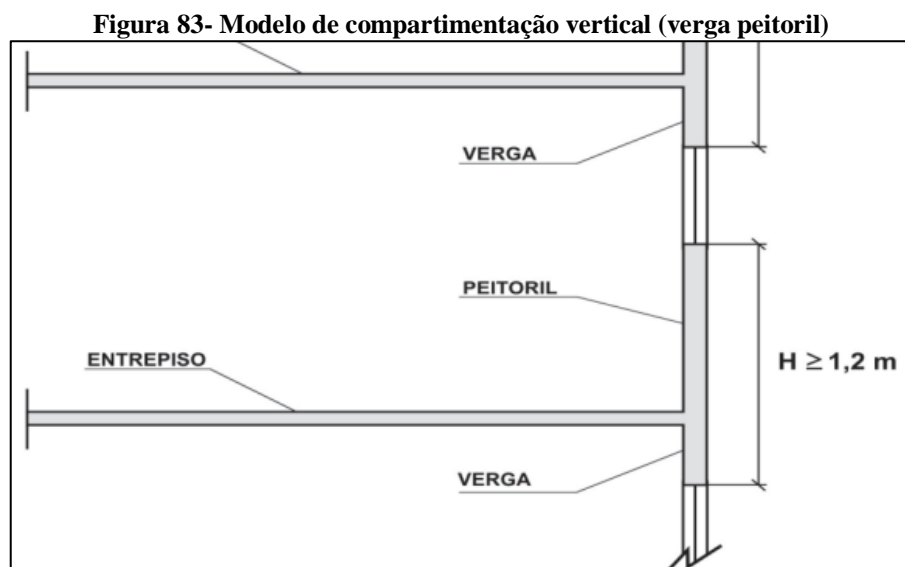 Figura 83- Modelo de compartimentação vertical (verga peitoril)
VERGA
PEITORIL
H ≥ 1,2 m
ENTREPISO
VERGA